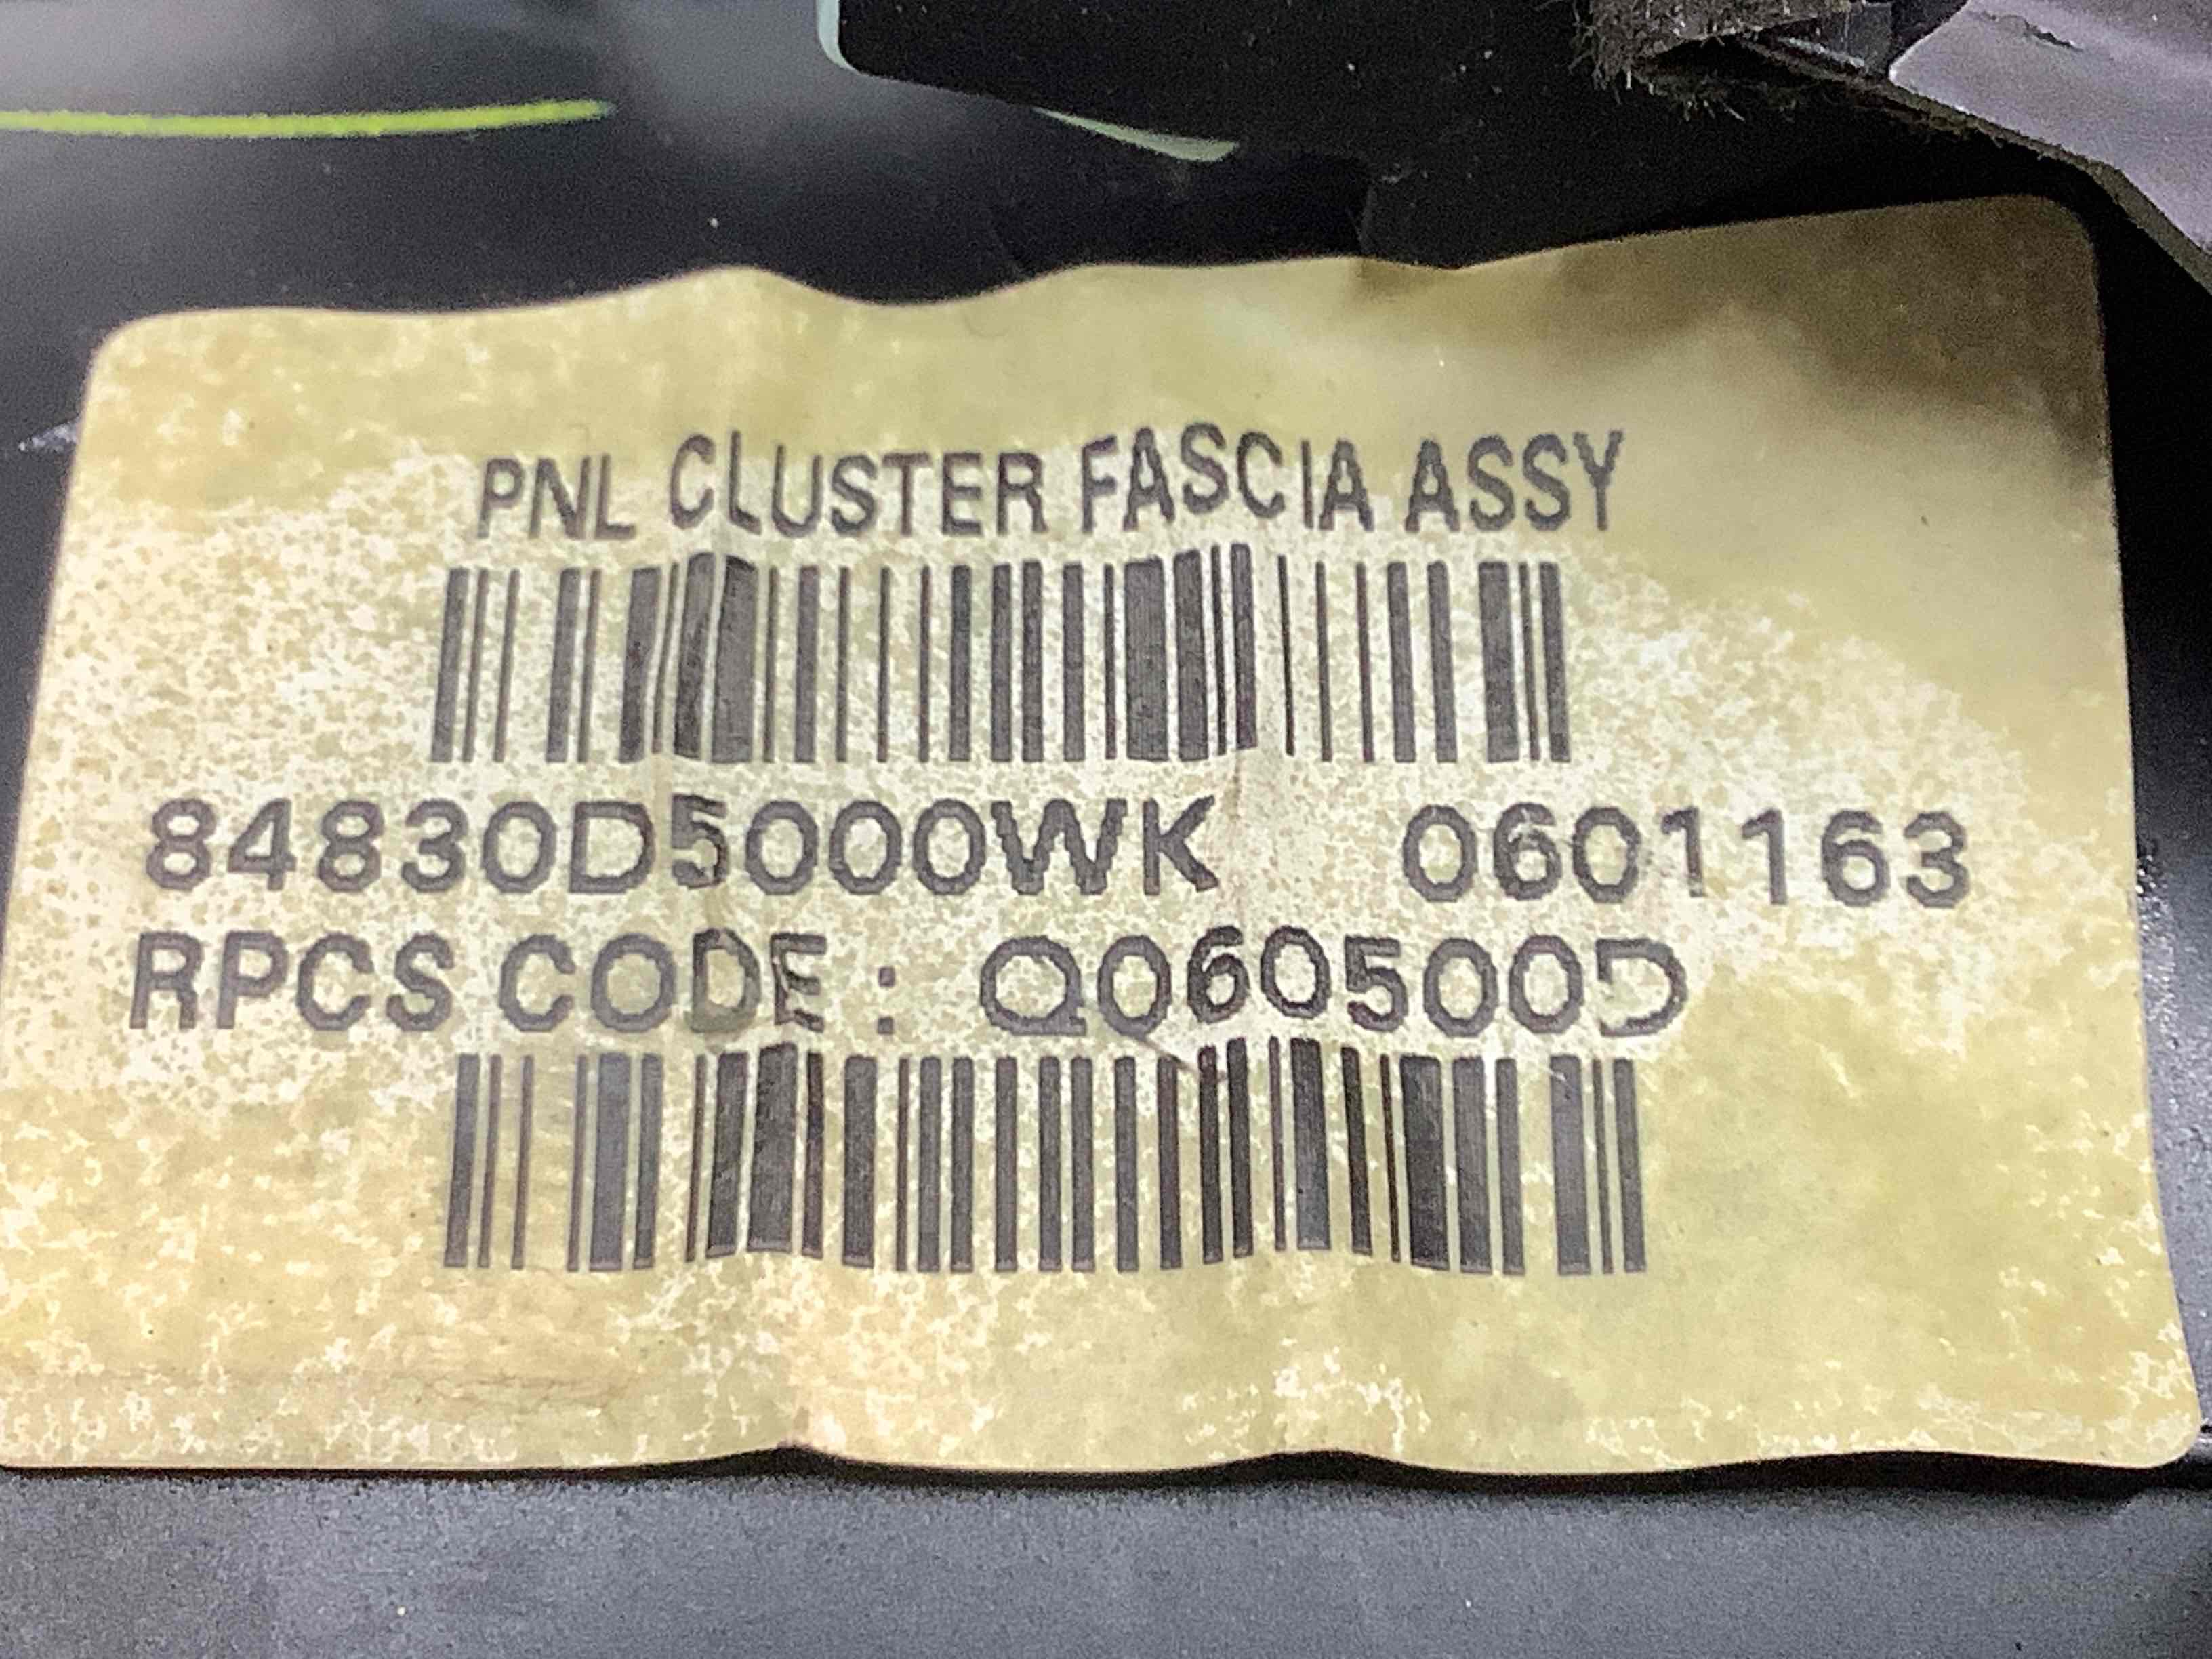 PNL CLUSTER FASCIA ASSY
84830D5000WK 0601163
RPCS CODE : Q060500D